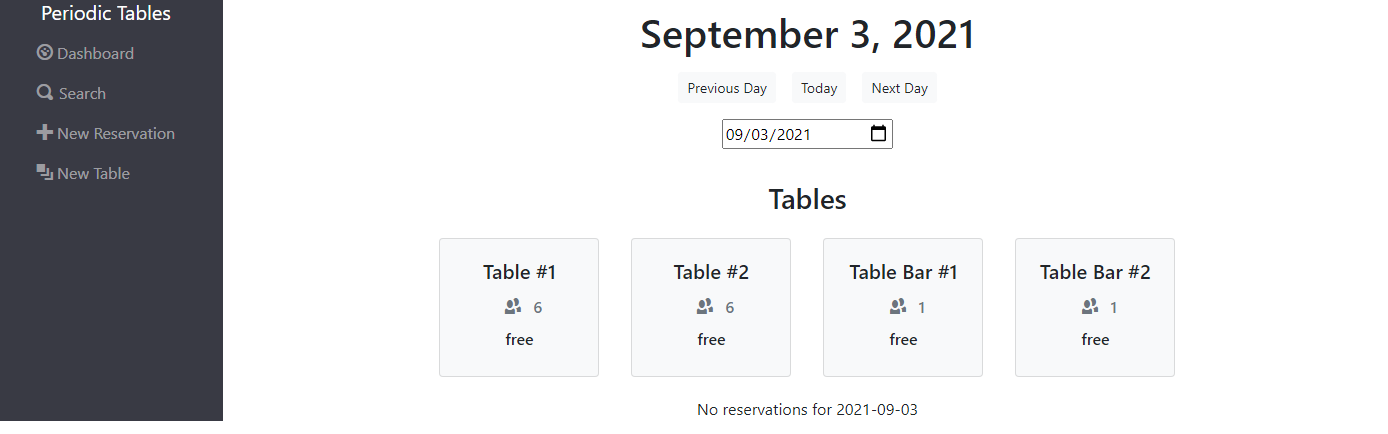 Periodic Tables
Dashboard
Search
New Reservation
New Table
September 3, 2021
Previous Day Today Next Day
09/03/2021
Tables
Table #1 Table #2 Table Bar #1 Table Bar #2
6 6 1 1
free free free free
No reservations for 2021-09-03